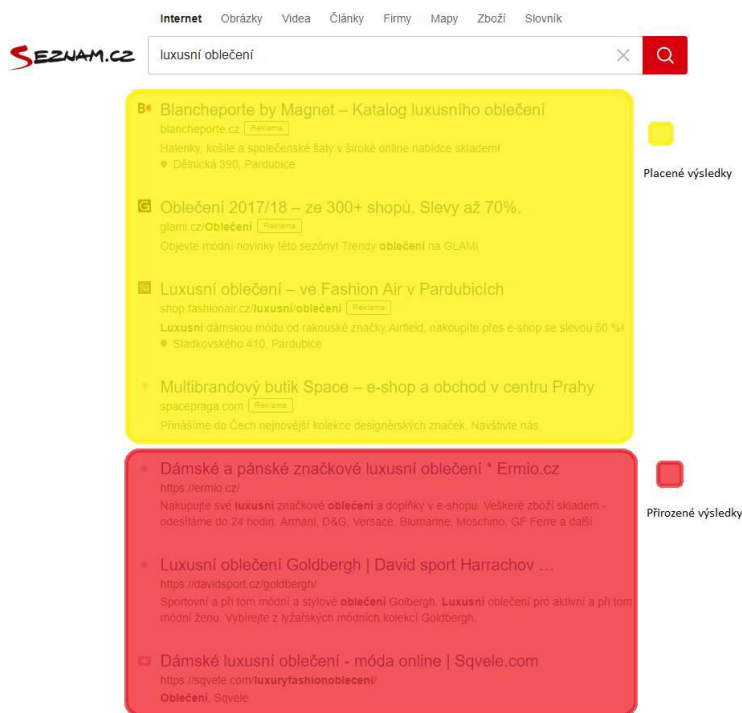 Internet Obrázky Videa Články Firmy Mapy Zboží Slovník
SEZNAM.CZ
luxusní oblečení
Blancheporte by Magnet – Katalog luxusního oblečení
blancheporte.cz Reklama
Halenky, košile a společenské šaty v široké online nabídce skladem!
Dělnická 390, Pardubice
Placené výsledky
Oblečení 2017/18 – ze 300+ shopů. Slevy až 70%.
glami.cz/Oblečení Reklama
Objevte módní novinky této sezóny! Trendy oblečení na GLAMI
Luxusní oblečení – ve Fashion Air v Pardubicích
shop.fashionair.cz/luxusní/oblečení Reklama
Luxusní dámskou módu od rakouské značky Airfield, nakoupíte přes e-shop se slevou 50 %!
Sladkovského 410, Pardubice
Multibrandový butik Space – e-shop a obchod v centru Prahy
spacepraga.com Reklama
Přinášíme do Čech nejnovější kolekce designérských značek. Navštivte nás.
Dámské a pánské značkové luxusní oblečení * Ermio.cz
https://ermio.cz/
Nakupujte své luxusní značkové oblečení a doplňky v e-shopu. Veškeré zboží skladem -
odesíláme do 24 hodin. Armani, D&G, Versace, Blumarine, Moschino, GF Ferre a další
Přirozené výsledky
Luxusní oblečení Goldbergh | David sport Harrachov …
https://davidsport.cz/goldbergh/
Sportovní a při tom módní a stylové oblečení Golbergh. Luxusní oblečení pro aktivní a při tom
módní ženu. Vybírejte z lyžařských módních kolekcí Goldbergh.
Dámské luxusní oblečení - móda online | Sqvele.com
https://sqvele.com/luxuryfashionobleceni/
Oblečení, Sqvele